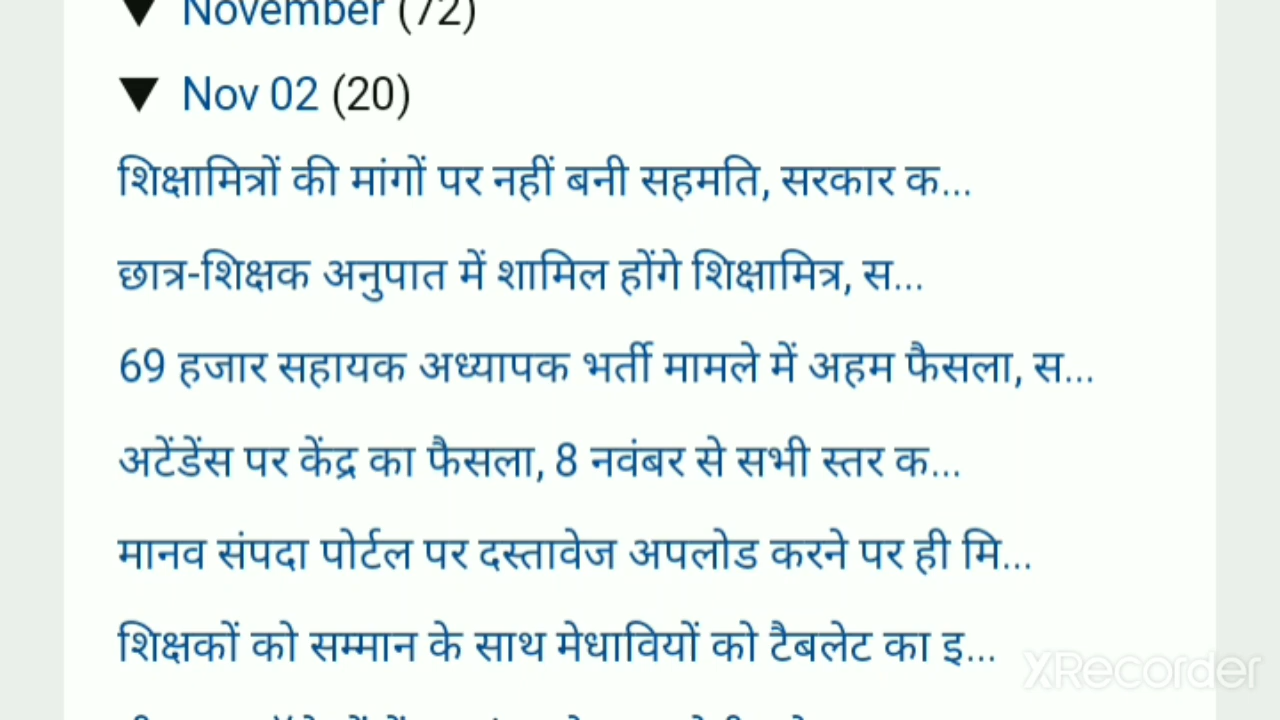 ▼ November (72)
▼ Nov 02 (20)
शिक्षामित्रों की मांगों पर नहीं बनी सहमति, सरकार क...
छात्र-शिक्षक अनुपात में शामिल होंगे शिक्षामित्र, स...
69 हजार सहायक अध्यापक भर्ती मामले में अहम फैसला, स...
अटेंडेंस पर केंद्र का फैसला, 8 नवंबर से सभी स्तर क...
मानव संपदा पोर्टल पर दस्तावेज अपलोड करने पर ही मि...
शिक्षकों को सम्मान के साथ मेधावियों को टैबलेट का इ...
XRecorder